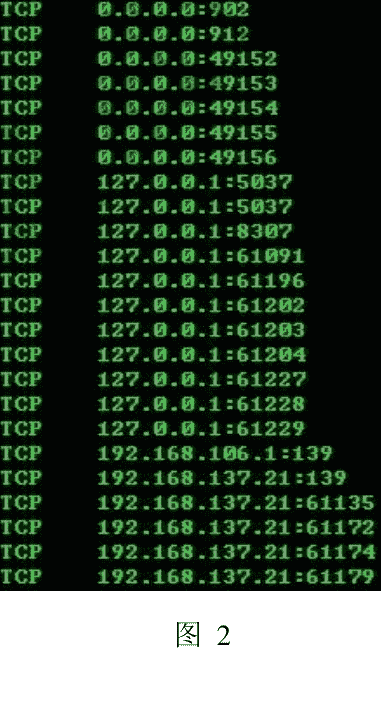 TCP 0.0.0.0:902
TCP 0.0.0.0:912
TCP 0.0.0.0:49152
TCP 0.0.0.0:49153
TCP 0.0.0.0:49154
TCP 0.0.0.0:49155
TCP 0.0.0.0:49156
TCP 127.0.0.1:5037
TCP 127.0.0.1:5037
TCP 127.0.0.1:8307
TCP 127.0.0.1:61091
TCP 127.0.0.1:61196
TCP 127.0.0.1:61202
TCP 127.0.0.1:61203
TCP 127.0.0.1:61204
TCP 127.0.0.1:61227
TCP 127.0.0.1:61228
TCP 127.0.0.1:61229
TCP 192.168.106.1:139
TCP 192.168.137.21:139
TCP 192.168.137.21:61135
TCP 192.168.137.21:61172
TCP 192.168.137.21:61174
TCP 192.168.137.21:61179
图 2